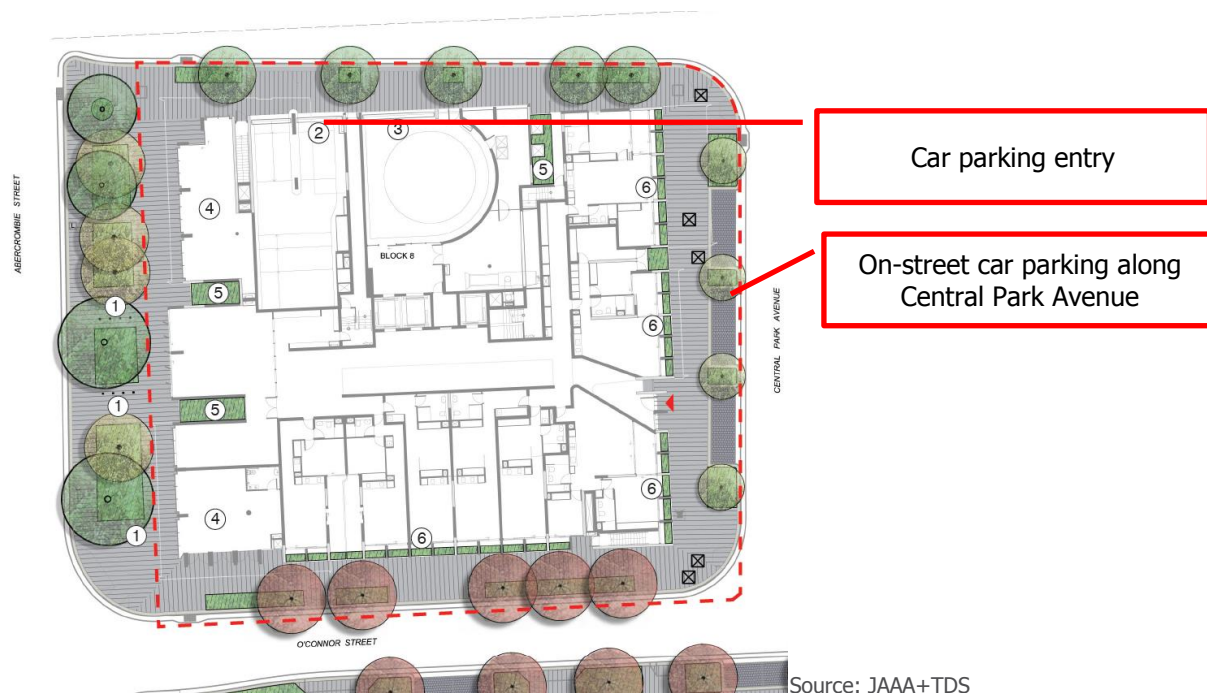 2
3
Car parking entry
5
6
4
ABERCROMBIE STREET
BLOCK 8
On-street car parking along
Central Park Avenue
5
1
6
CENTRAL PARK AVENUE
1
5
6
4
1
6
O'CONNOR STREET
Source: JAAA+TDS